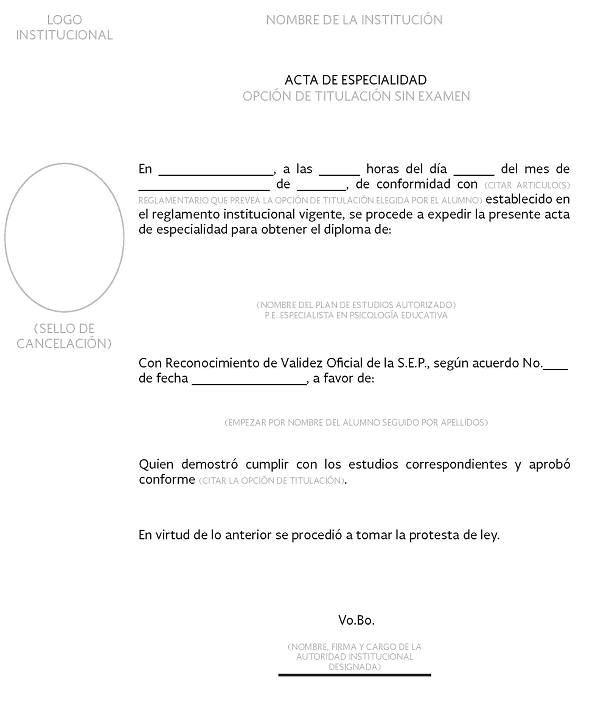 LOGO
INSTITUCIONAL
NOMBRE DE LA INSTITUCIÓN
ACTA DE ESPECIALIDAD
OPCIÓN DE TITULACIÓN SIN EXAMEN
En _________________, a las ______ horas del día ______ del mes de
____________________ de _______, de conformidad con (CITAR ARTICULO(S)
REGLAMENTARIO QUE PREVEA LA OPCIÓN DE TITULACIÓN ELEGIDA POR EL ALUMNO) establecido en
el reglamento institucional vigente, se procede a expedir la presente acta
de especialidad para obtener el diploma de:
(SELLO DE
CANCELACIÓN)
(NOMBRE DEL PLAN DE ESTUDIOS AUTORIZADO)
P.E. ESPECIALISTA EN PSICOLOGÍA EDUCATIVA
Con Reconocimiento de Validez Oficial de la S.E.P., según acuerdo No.____
de fecha _________________, a favor de:
(EMPEZAR POR NOMBRE DEL ALUMNO SEGUIDO POR APELLIDOS)
Quien demostró cumplir con los estudios correspondientes y aprobó
conforme (CITAR LA OPCIÓN DE TITULACIÓN).
En virtud de lo anterior se procedió a tomar la protesta de ley.
Vo.Bo.
(NOMBRE, FIRMA Y CARGO DE LA
AUTORIDAD INSTITUCIONAL
DESIGNADA)